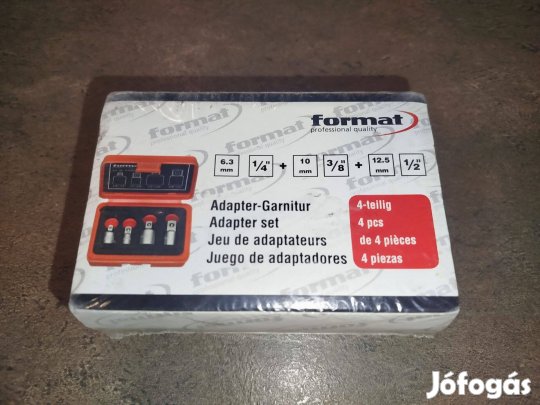 format
professional quality
6.3 mm 1/4" + 10 mm 3/8" + 12.5 mm 1/2"
Adapter-Garnitur 4-teilig
Adapter set 4 pcs
Jeu de adaptateurs de 4 pièces
Juego de adaptadores 4 piezas
Jófogás